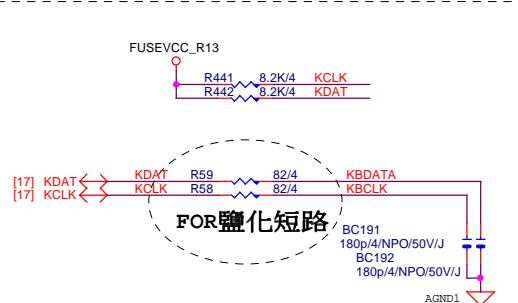 FUSEVCC_R13
R441 8.2K/4 KCLK
R442 8.2K/4 KDAT
[17] KDAT KDAT R59 82/4 KBDATA
[17] KCLK KCLK R58 82/4 KBCLK
FOR鹽化短路
BC191
180p/4/NPO/50V/J
BC192
180p/4/NPO/50V/J
AGND1